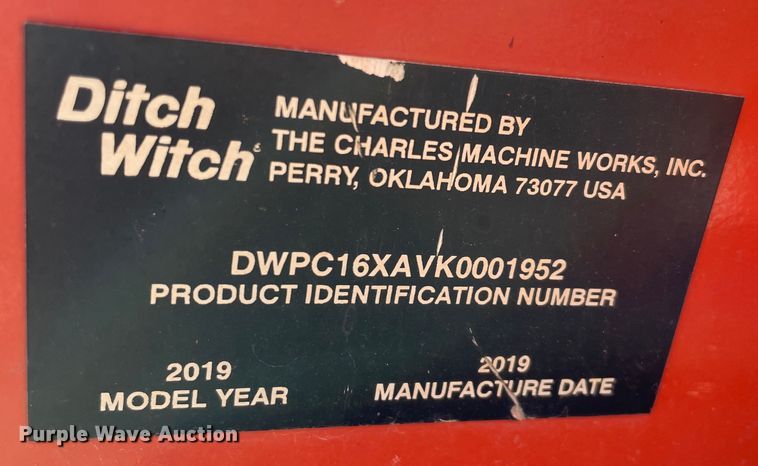 Ditch
Witch®
MANUFACTURED BY
THE CHARLES MACHINE WORKS, INC.
PERRY, OKLAHOMA 73077 USA
DWPC16XAVK0001952
PRODUCT IDENTIFICATION NUMBER
2019
MODEL YEAR
2019
MANUFACTURE DATE
Purple Wave Auction